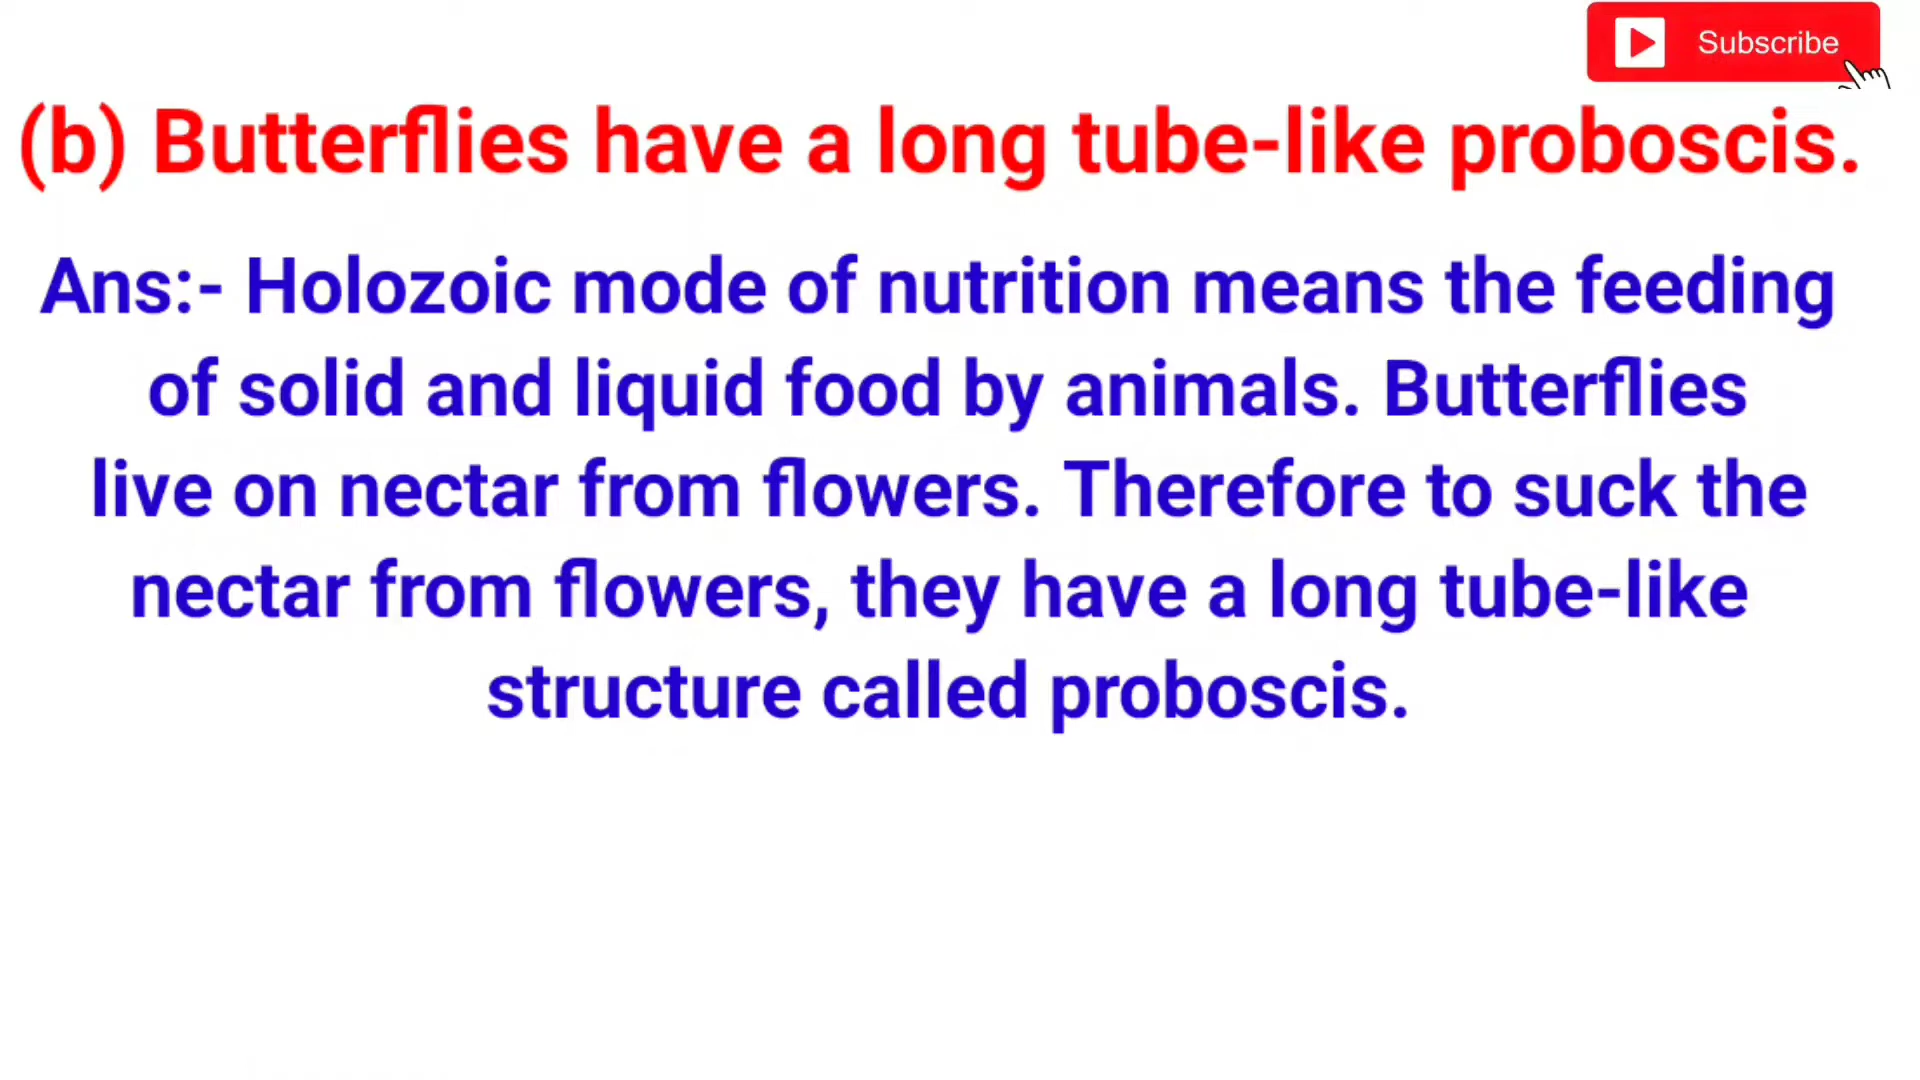 Subscribe
(b) Butterflies have a long tube-like proboscis.
Ans:- Holozoic mode of nutrition means the feeding
of solid and liquid food by animals. Butterflies
live on nectar from flowers. Therefore to suck the
nectar from flowers, they have a long tube-like
structure called proboscis.